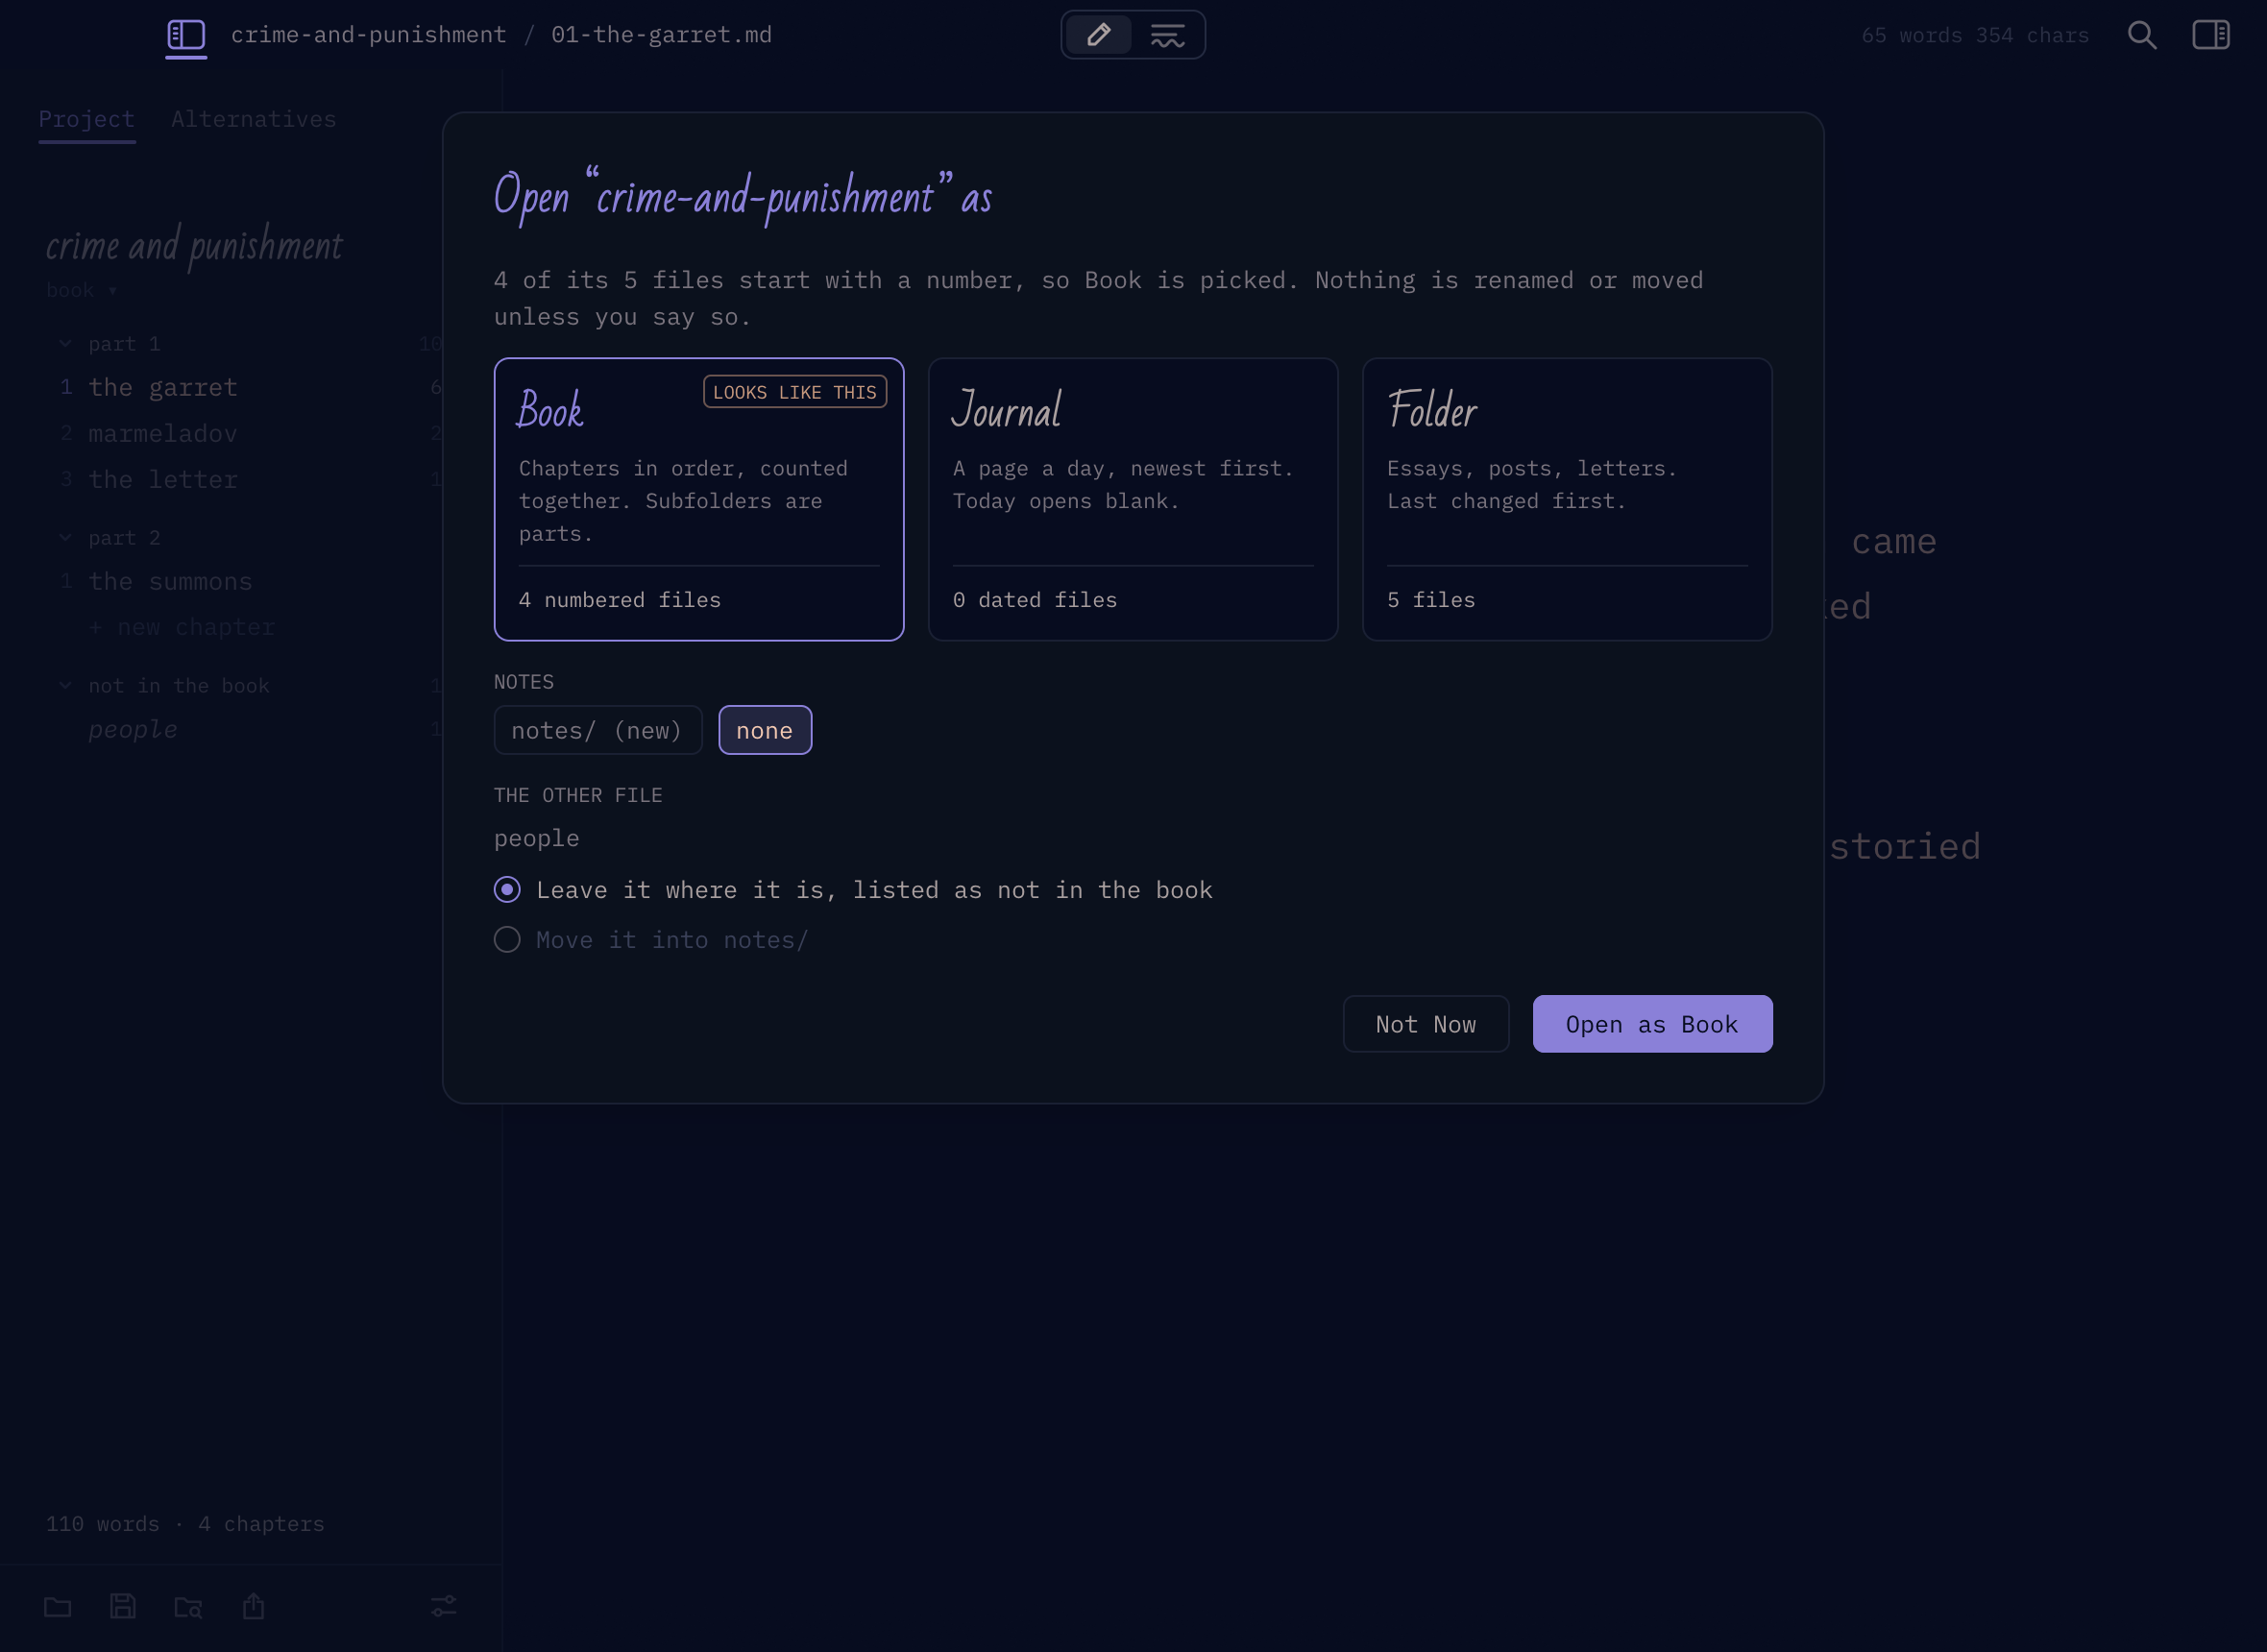 crime-and-punishment / 01-the-garret.md
65 words 354 chars
Project Alternatives
crime and punishment
book ▾
part 1 10
1 the garret 6
2 marmeladov 2
3 the letter 1
part 2
1 the summons
+ new chapter
not in the book 1
people 1
110 words · 4 chapters
Open “crime-and-punishment” as
4 of its 5 files start with a number, so Book is picked. Nothing is renamed or moved
unless you say so.
Book
LOOKS LIKE THIS
Chapters in order, counted
together. Subfolders are
parts.
4 numbered files
Journal
A page a day, newest first.
Today opens blank.
0 dated files
Folder
Essays, posts, letters.
Last changed first.
5 files
NOTES
notes/ (new) none
THE OTHER FILE
people
Leave it where it is, listed as not in the book
Move it into notes/
Not Now Open as Book
came
storied